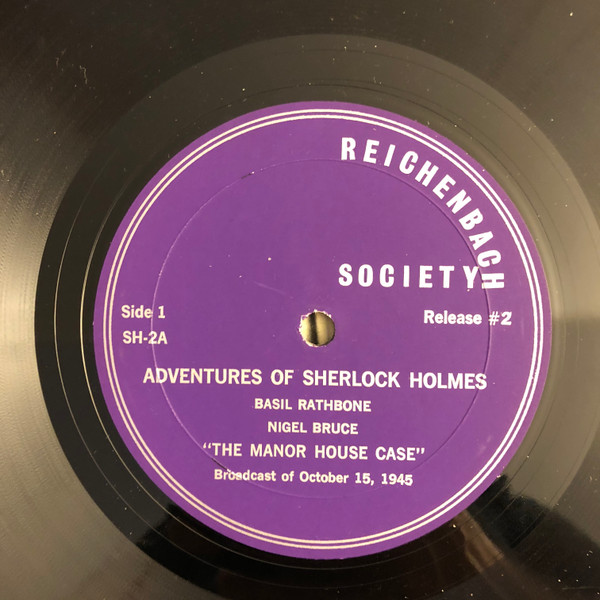 REICHENBACH
SOCIETY
Side 1
Release #2
SH-2A
ADVENTURES OF SHERLOCK HOLMES
BASIL RATHBONE
NIGEL BRUCE
"THE MANOR HOUSE CASE"
Broadcast of October 15, 1945